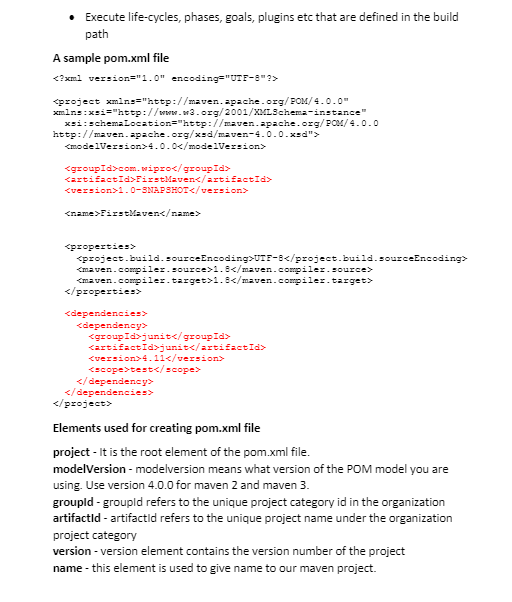 • Execute life-cycles, phases, goals, plugins etc that are defined in the build
path
A sample pom.xml file
<?xml version="1.0" encoding="UTF-8"?>
<project xmlns="http://maven.apache.org/POM/4.0.0"
xmlns:xsi="http://www.w3.org/2001/XMLSchema-instance"
xsi:schemaLocation="http://maven.apache.org/POM/4.0.0
http://maven.apache.org/xsd/maven-4.0.0.xsd">
<modelVersion>4.0.0</modelVersion>
<groupId>com.wipro</groupId>
<artifactId>FirstMaven</artifactId>
<version>1.0-SNAPSHOT</version>
<name>FirstMaven</name>
<properties>
<project.build.sourceEncoding>UTF-8</project.build.sourceEncoding>
<maven.compiler.source>1.8</maven.compiler.source>
<maven.compiler.target>1.8</maven.compiler.target>
</properties>
<dependencies>
<dependency>
<groupId>junit</groupId>
<artifactId>junit</artifactId>
<version>4.11</version>
<scope>test</scope>
</dependency>
</dependencies>
</project>
Elements used for creating pom.xml file
project - It is the root element of the pom.xml file.
modelVersion - modelversion means what version of the POM model you are
using. Use version 4.0.0 for maven 2 and maven 3.
groupId - groupId refers to the unique project category id in the organization
artifactId - artifactId refers to the unique project name under the organization
project category
version - version element contains the version number of the project
name - this element is used to give name to our maven project.